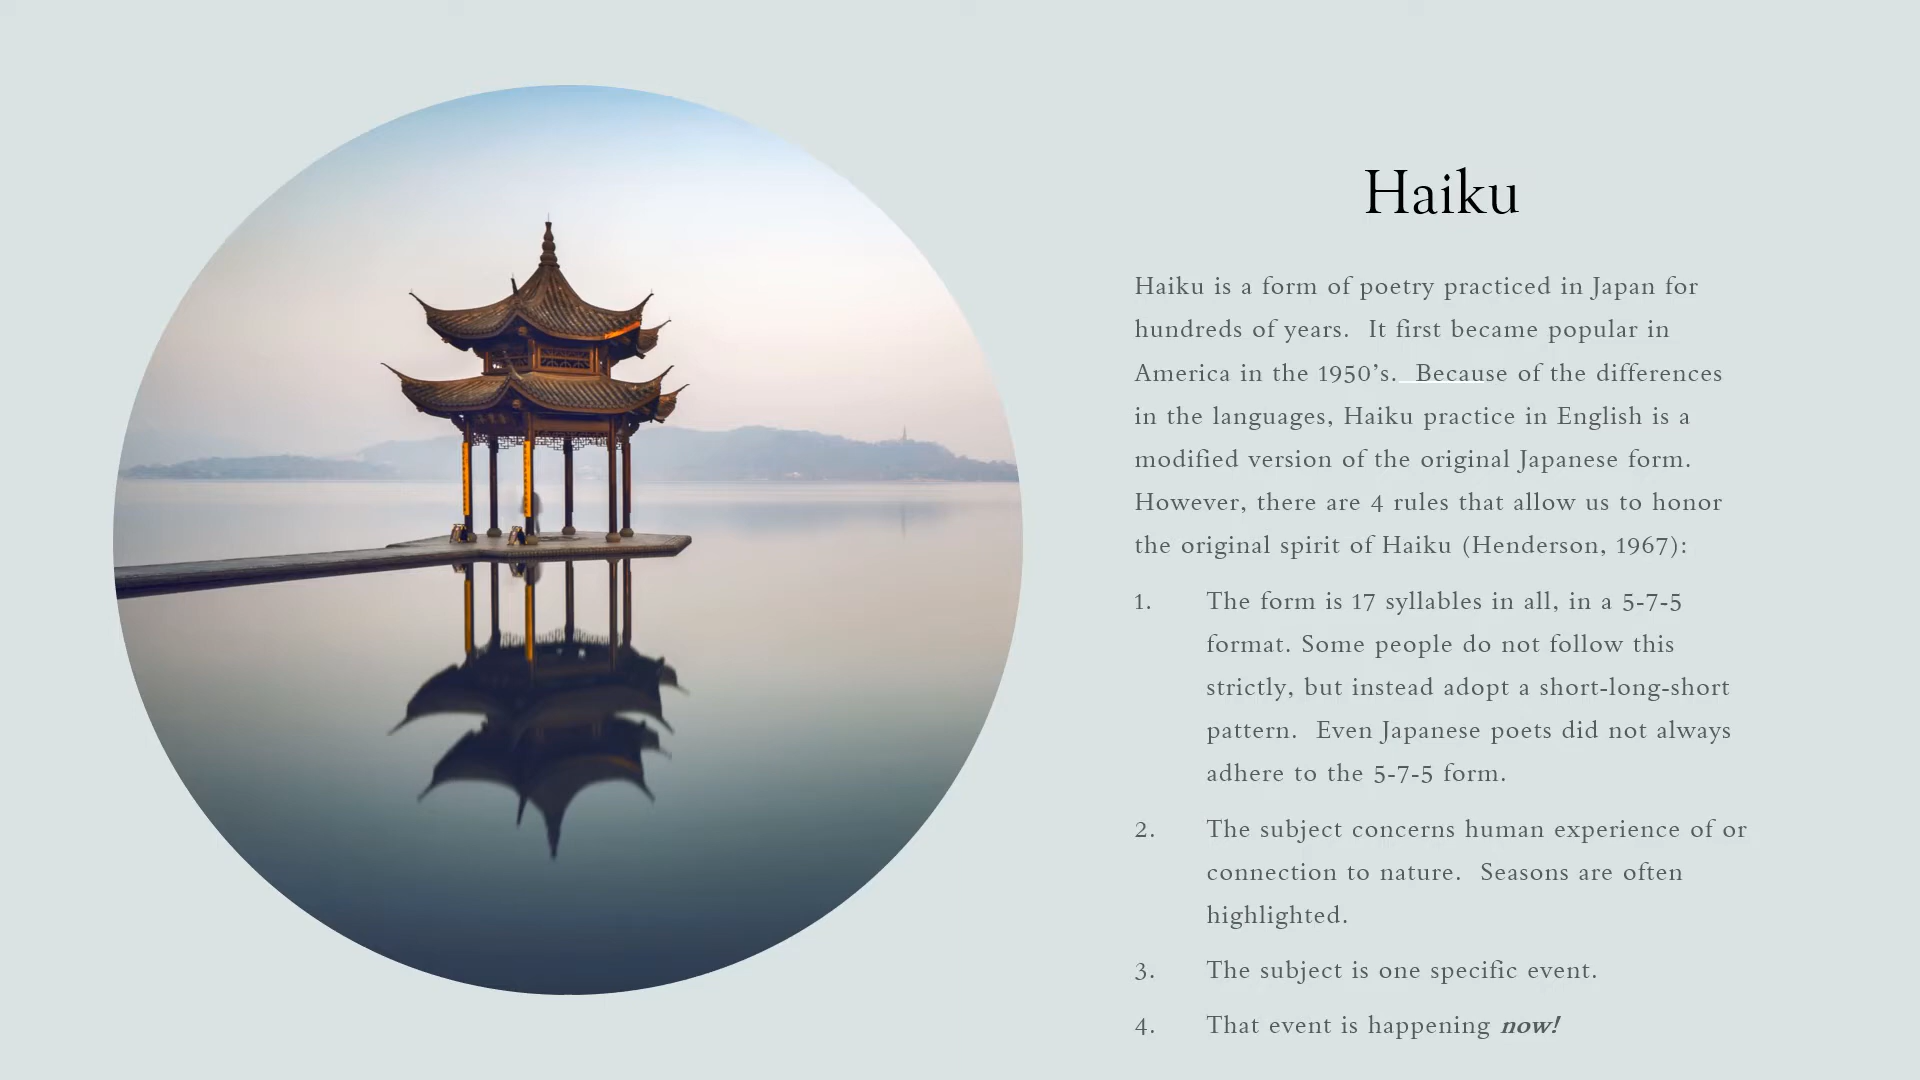 Haiku
Haiku is a form of poetry practiced in Japan for
hundreds of years.  It first became popular in
America in the 1950’s.  Because of the differences
in the languages, Haiku practice in English is a
modified version of the original Japanese form.
However, there are 4 rules that allow us to honor
the original spirit of Haiku (Henderson, 1967):
1. The form is 17 syllables in all, in a 5-7-5
format. Some people do not follow this
strictly, but instead adopt a short-long-short
pattern.  Even Japanese poets did not always
adhere to the 5-7-5 form.
2. The subject concerns human experience of or
connection to nature.  Seasons are often
highlighted.
3. The subject is one specific event.
4. That event is happening now!